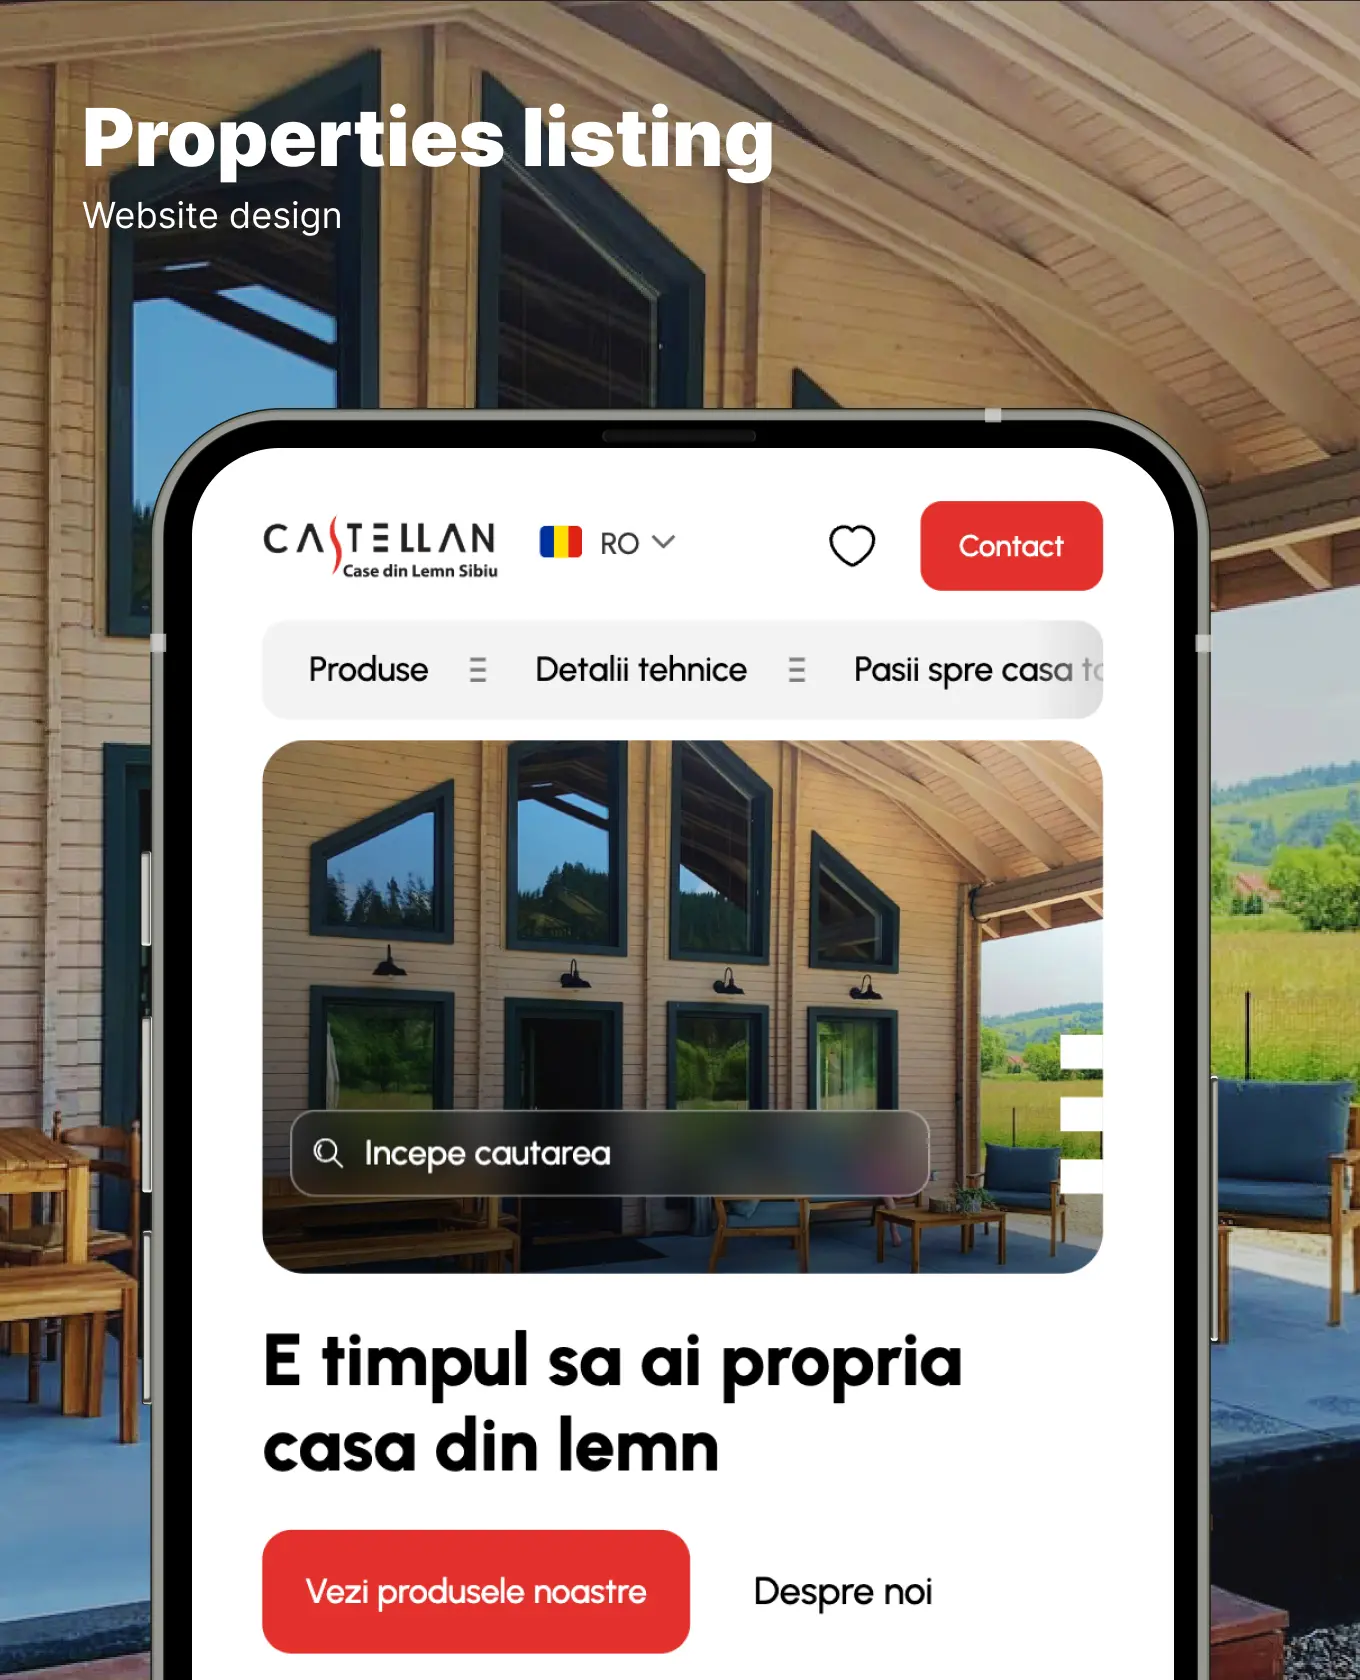 Properties listing
Website design
CASTELLAN
Case din Lemn Sibiu
RO
Contact
Produse
Detalii tehnice
Pasii spre casa
Incepe cautarea
E timpul sa ai propria
casa din lemn
Vezi produsele noastre
Despre noi